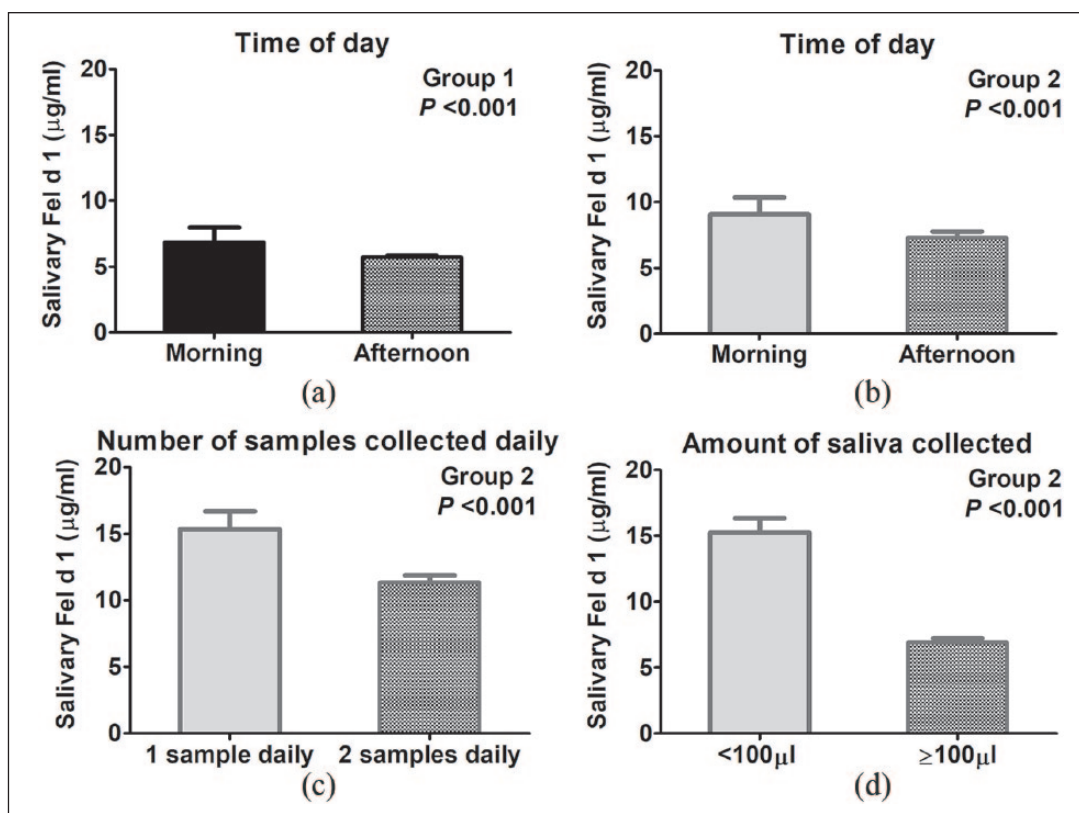 Time of day
Group 1
P <0.001
Salivary Fel d 1 (μg/ml)
20
15
10
5
0
Morning
Afternoon
(a)
Time of day
Group 2
P <0.001
Salivary Fel d 1 (μg/ml)
20
15
10
5
0
Morning
Afternoon
(b)
Number of samples collected daily
Group 2
P <0.001
Salivary Fel d 1 (μg/ml)
20
15
10
5
0
1 sample daily
2 samples daily
(c)
Amount of saliva collected
Group 2
P <0.001
Salivary Fel d 1 (μg/ml)
20
15
10
5
0
<100μl
≥100μl
(d)